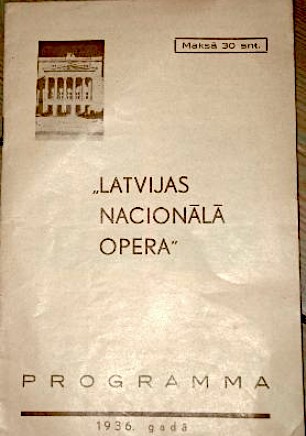 Maksā 30 snt.
„LATVIJAS
NACIONĀLĀ
OPERA”
PROGRAMMA
1936. gadā